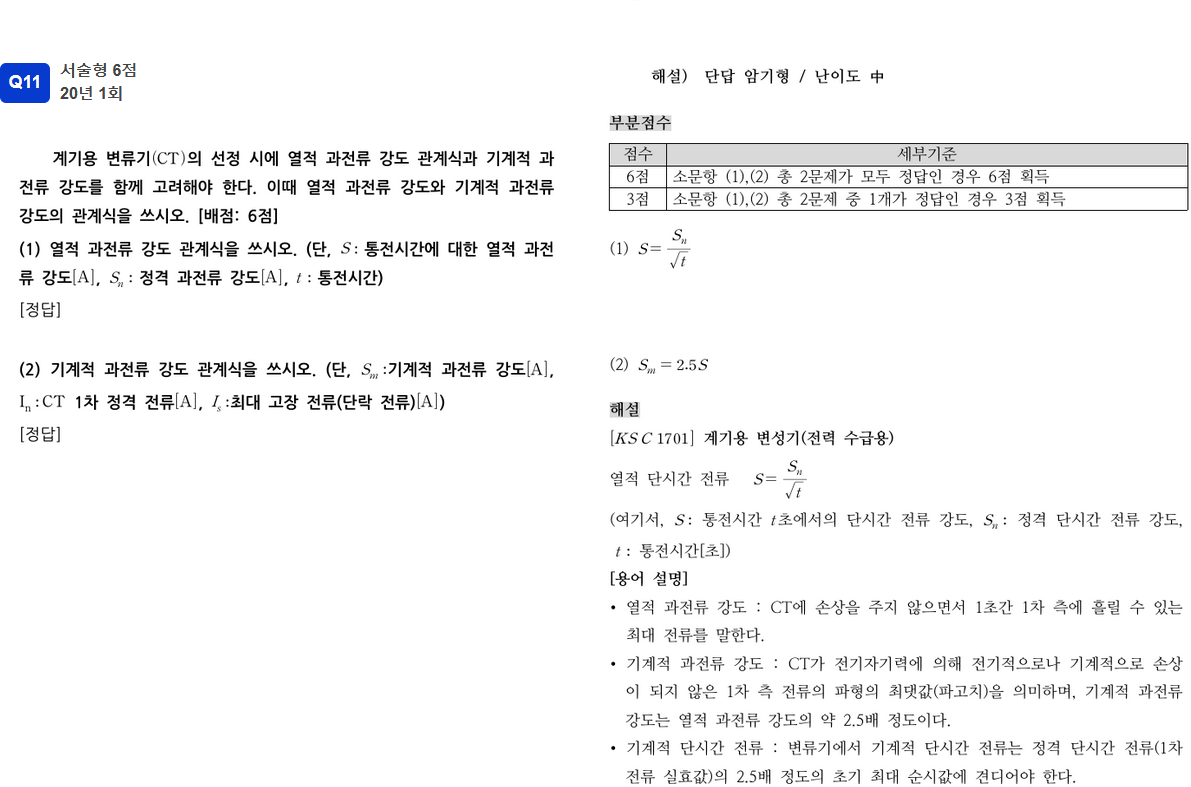 Q11
서술형 6점
20년 1회
계기용 변류기(CT)의 선정 시에 열적 과전류 강도 관계식과 기계적 과
전류 강도를 함께 고려해야 한다. 이때 열적 과전류 강도와 기계적 과전류
강도의 관계식을 쓰시오. [배점: 6점]
(1) 열적 과전류 강도 관계식을 쓰시오. (단, S : 통전시간에 대한 열적 과전
류 강도[A], Sₙ : 정격 과전류 강도[A], t : 통전시간)
[정답]
(2) 기계적 과전류 강도 관계식을 쓰시오. (단, Sₘ :기계적 과전류 강도[A],
Iₙ : CT 1차 정격 전류[A], Iₛ :최대 고장 전류(단락 전류)[A])
[정답]
해설) 단답 암기형 / 난이도 中
부분점수
점수 세부기준
6점 소문항 (1),(2) 총 2문제가 모두 정답인 경우 6점 획득
3점 소문항 (1),(2) 총 2문제 중 1개가 정답인 경우 3점 획득
(1) S = Sₙ/√t
(2) Sₘ = 2.5S
해설
[KS C 1701] 계기용 변성기(전력 수급용)
열적 단시간 전류 S = Sₙ/√t
(여기서, S : 통전시간 t초에서의 단시간 전류 강도, Sₙ : 정격 단시간 전류 강도,
t : 통전시간[초])
[용어 설명]
• 열적 과전류 강도 : CT에 손상을 주지 않으면서 1초간 1차 측에 흘릴 수 있는
최대 전류를 말한다.
• 기계적 과전류 강도 : CT가 전기자기력에 의해 전기적으로나 기계적으로 손상
이 되지 않은 1차 측 전류의 파형의 최댓값(파고치)을 의미하며, 기계적 과전류
강도는 열적 과전류 강도의 약 2.5배 정도이다.
• 기계적 단시간 전류 : 변류기에서 기계적 단시간 전류는 정격 단시간 전류(1차
전류 실효값)의 2.5배 정도의 초기 최대 순시값에 견디어야 한다.